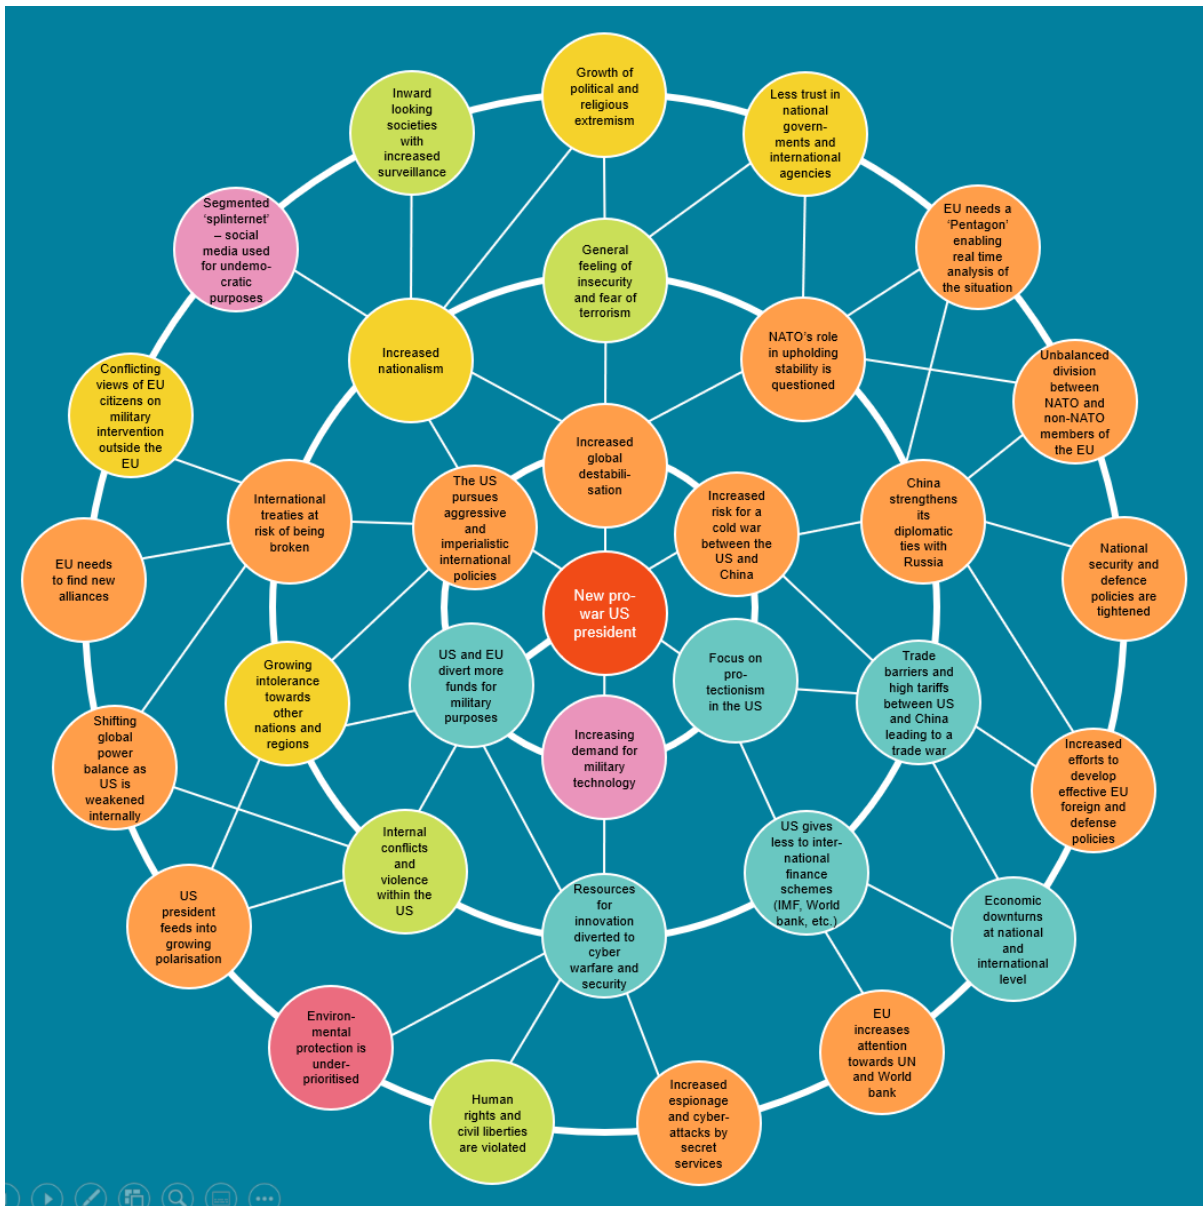 Growth of
political and
religious
extremism
Inward
looking
societies
with
increased
surveillance
Less trust in
national
govern-
ments and
international
agencies
Segmented
‘splinternet’
– social
media used
for undemo-
cratic
purposes
EU needs a
‘Pentagon’
enabling
real time
analysis of
the situation
General
feeling of
insecurity
and fear of
terrorism
Increased
nationalism
NATO’s role
in upholding
stability is
questioned
Unbalanced
division
between
NATO and
non-NATO
members of
the EU
Conflicting
views of EU
citizens on
military
intervention
outside the
EU
Increased
global
destabili-
sation
International
treaties at
risk of being
broken
The US
pursues
aggressive
and
imperialistic
international
policies
Increased
risk for a
cold war
between the
US and
China
China
strengthens
its
diplomatic
ties with
Russia
EU needs
to find new
alliances
National
security and
defence
policies are
tightened
New pro-
war US
president
US and EU
divert more
funds for
military
purposes
Focus on
pro-
tectionism
in the US
Growing
intolerance
towards
other
nations and
regions
Trade
barriers and
high tariffs
between US
and China
leading to a
trade war
Increasing
demand for
military
technology
Shifting
global
power
balance as
US is
weakened
internally
Increased
efforts to
develop
effective EU
foreign and
defense
policies
Internal
conflicts
and
violence
within the
US
US gives
less to inter-
national
finance
schemes
(IMF, World
bank, etc.)
US
president
feeds into
growing
polarisation
Resources
for
innovation
diverted to
cyber
warfare and
security
Economic
downturns
at national
and
international
level
Environ-
mental
protection is
under-
prioritised
EU
increases
attention
towards UN
and World
bank
Human
rights and
civil liberties
are violated
Increased
espionage
and cyber-
attacks by
secret
services